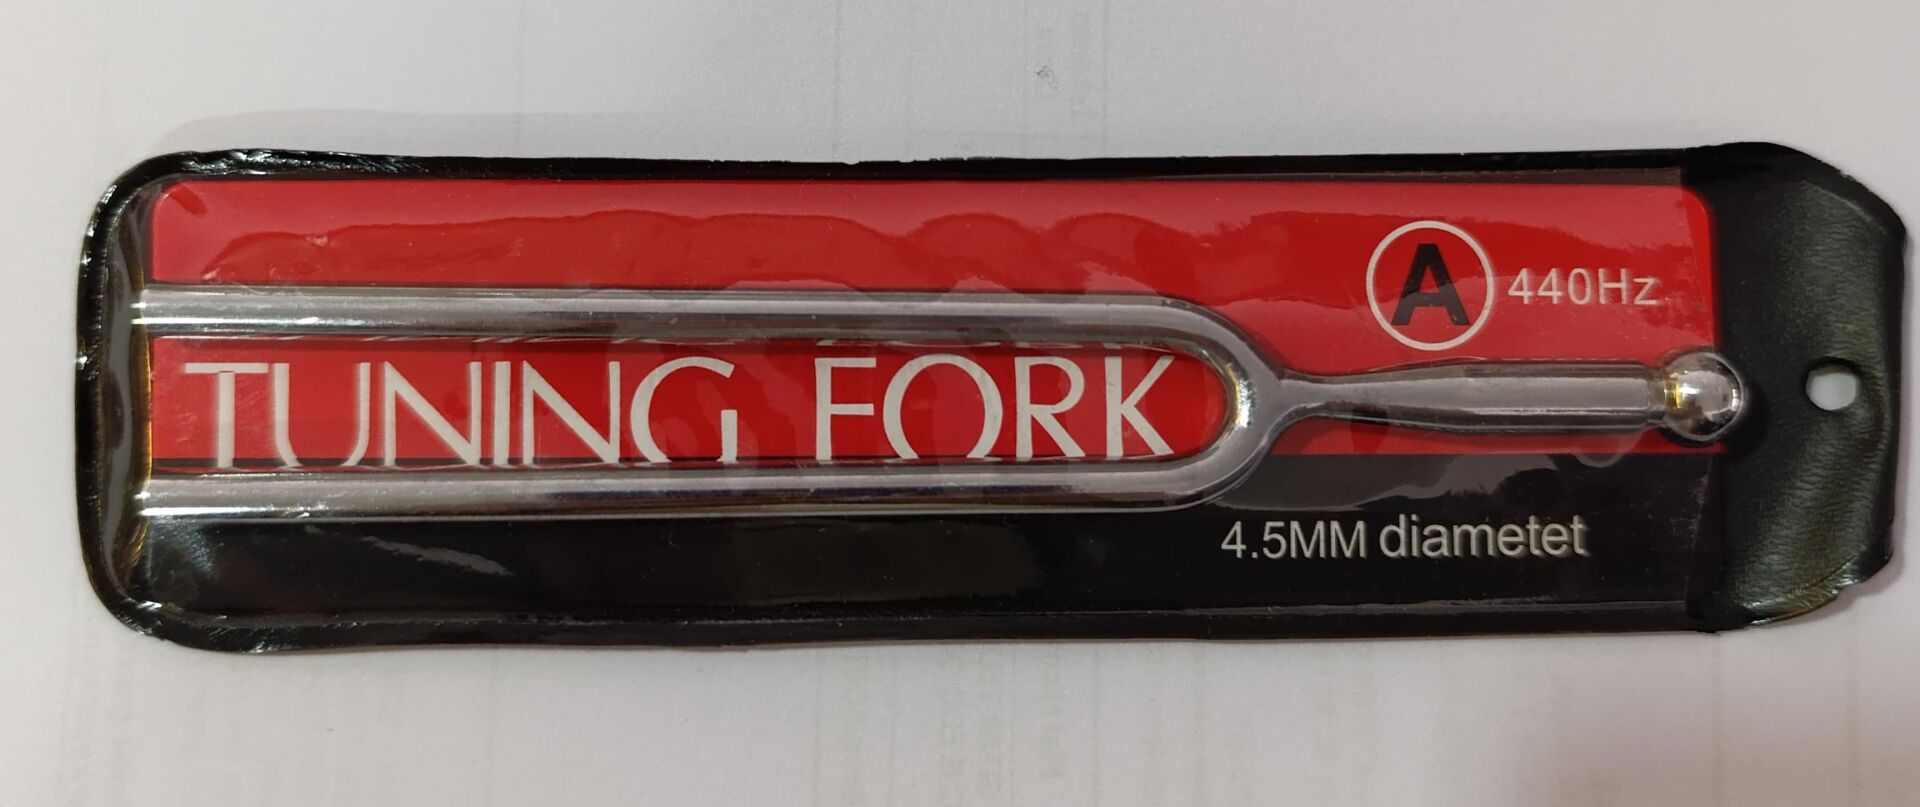 A 440Hz
TUNING FORK
4.5MM diametet